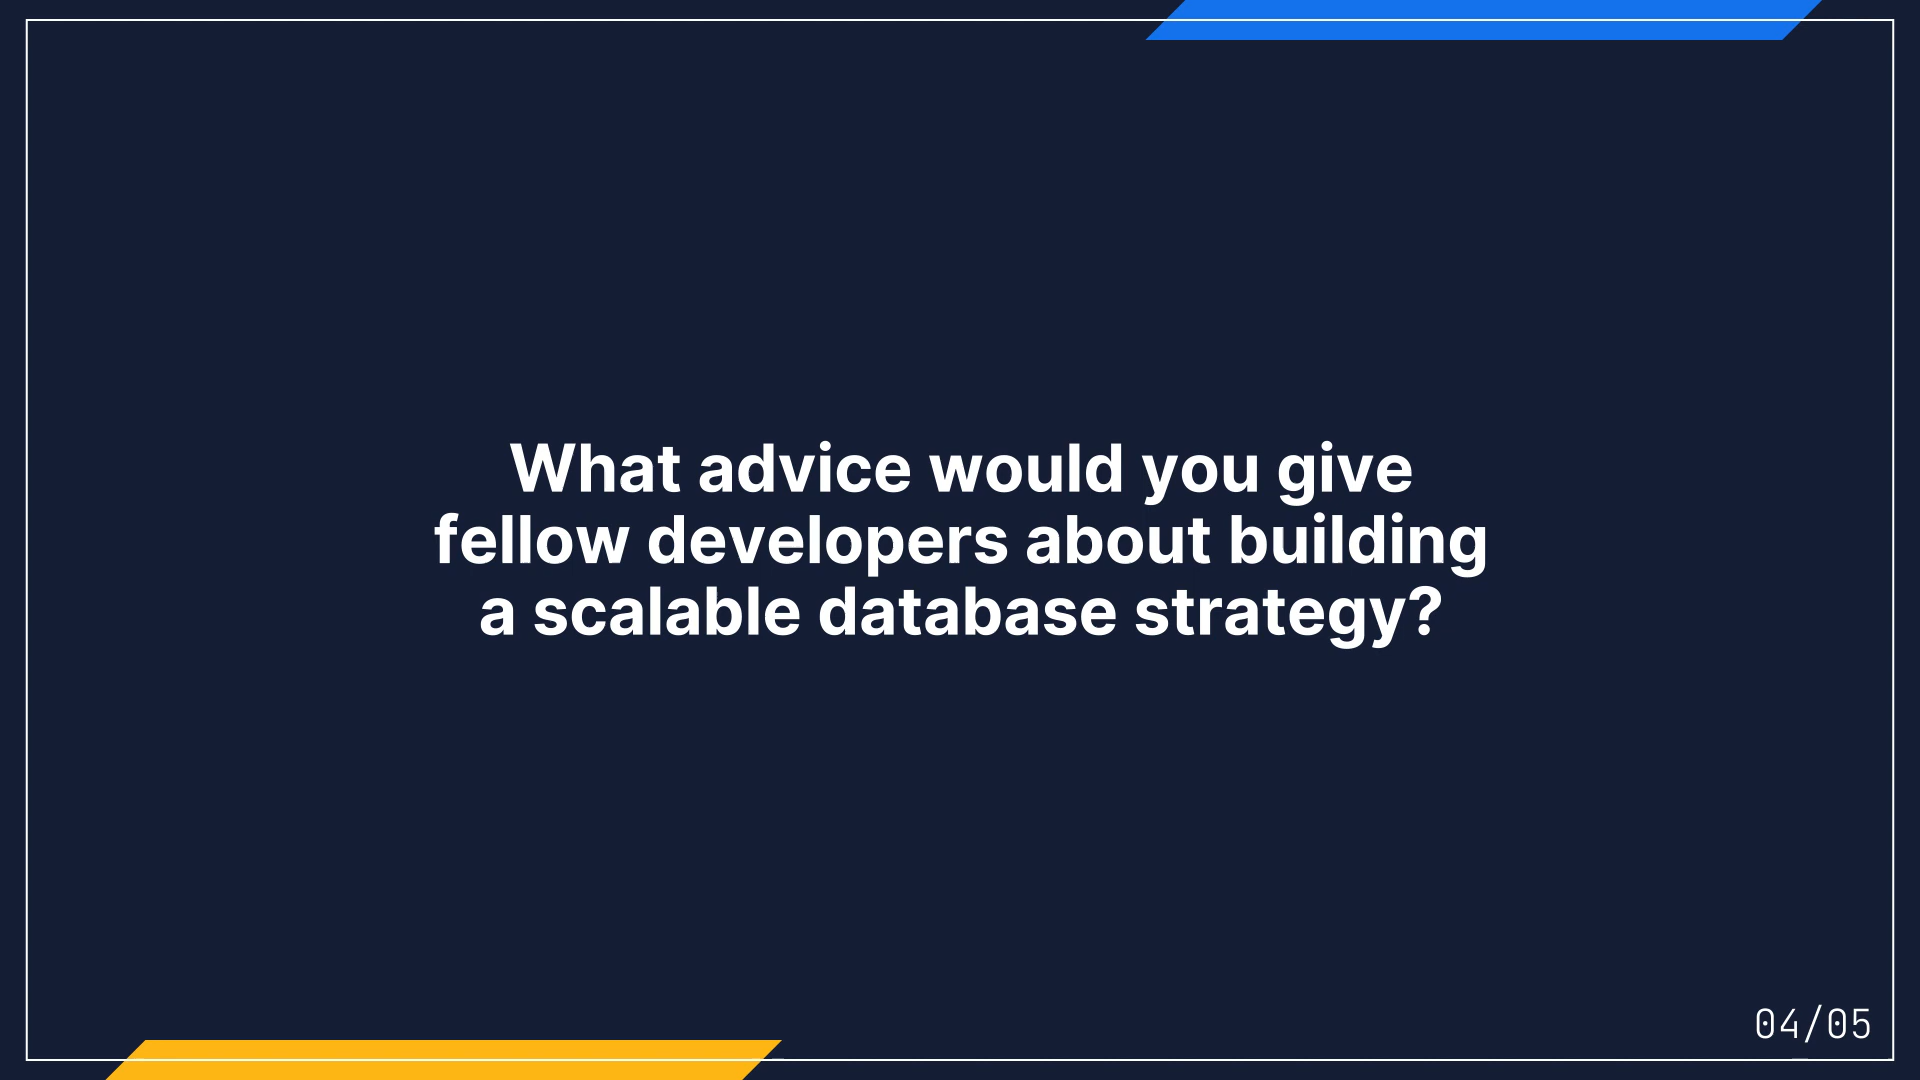 What advice would you give
fellow developers about building
a scalable database strategy?
04/05